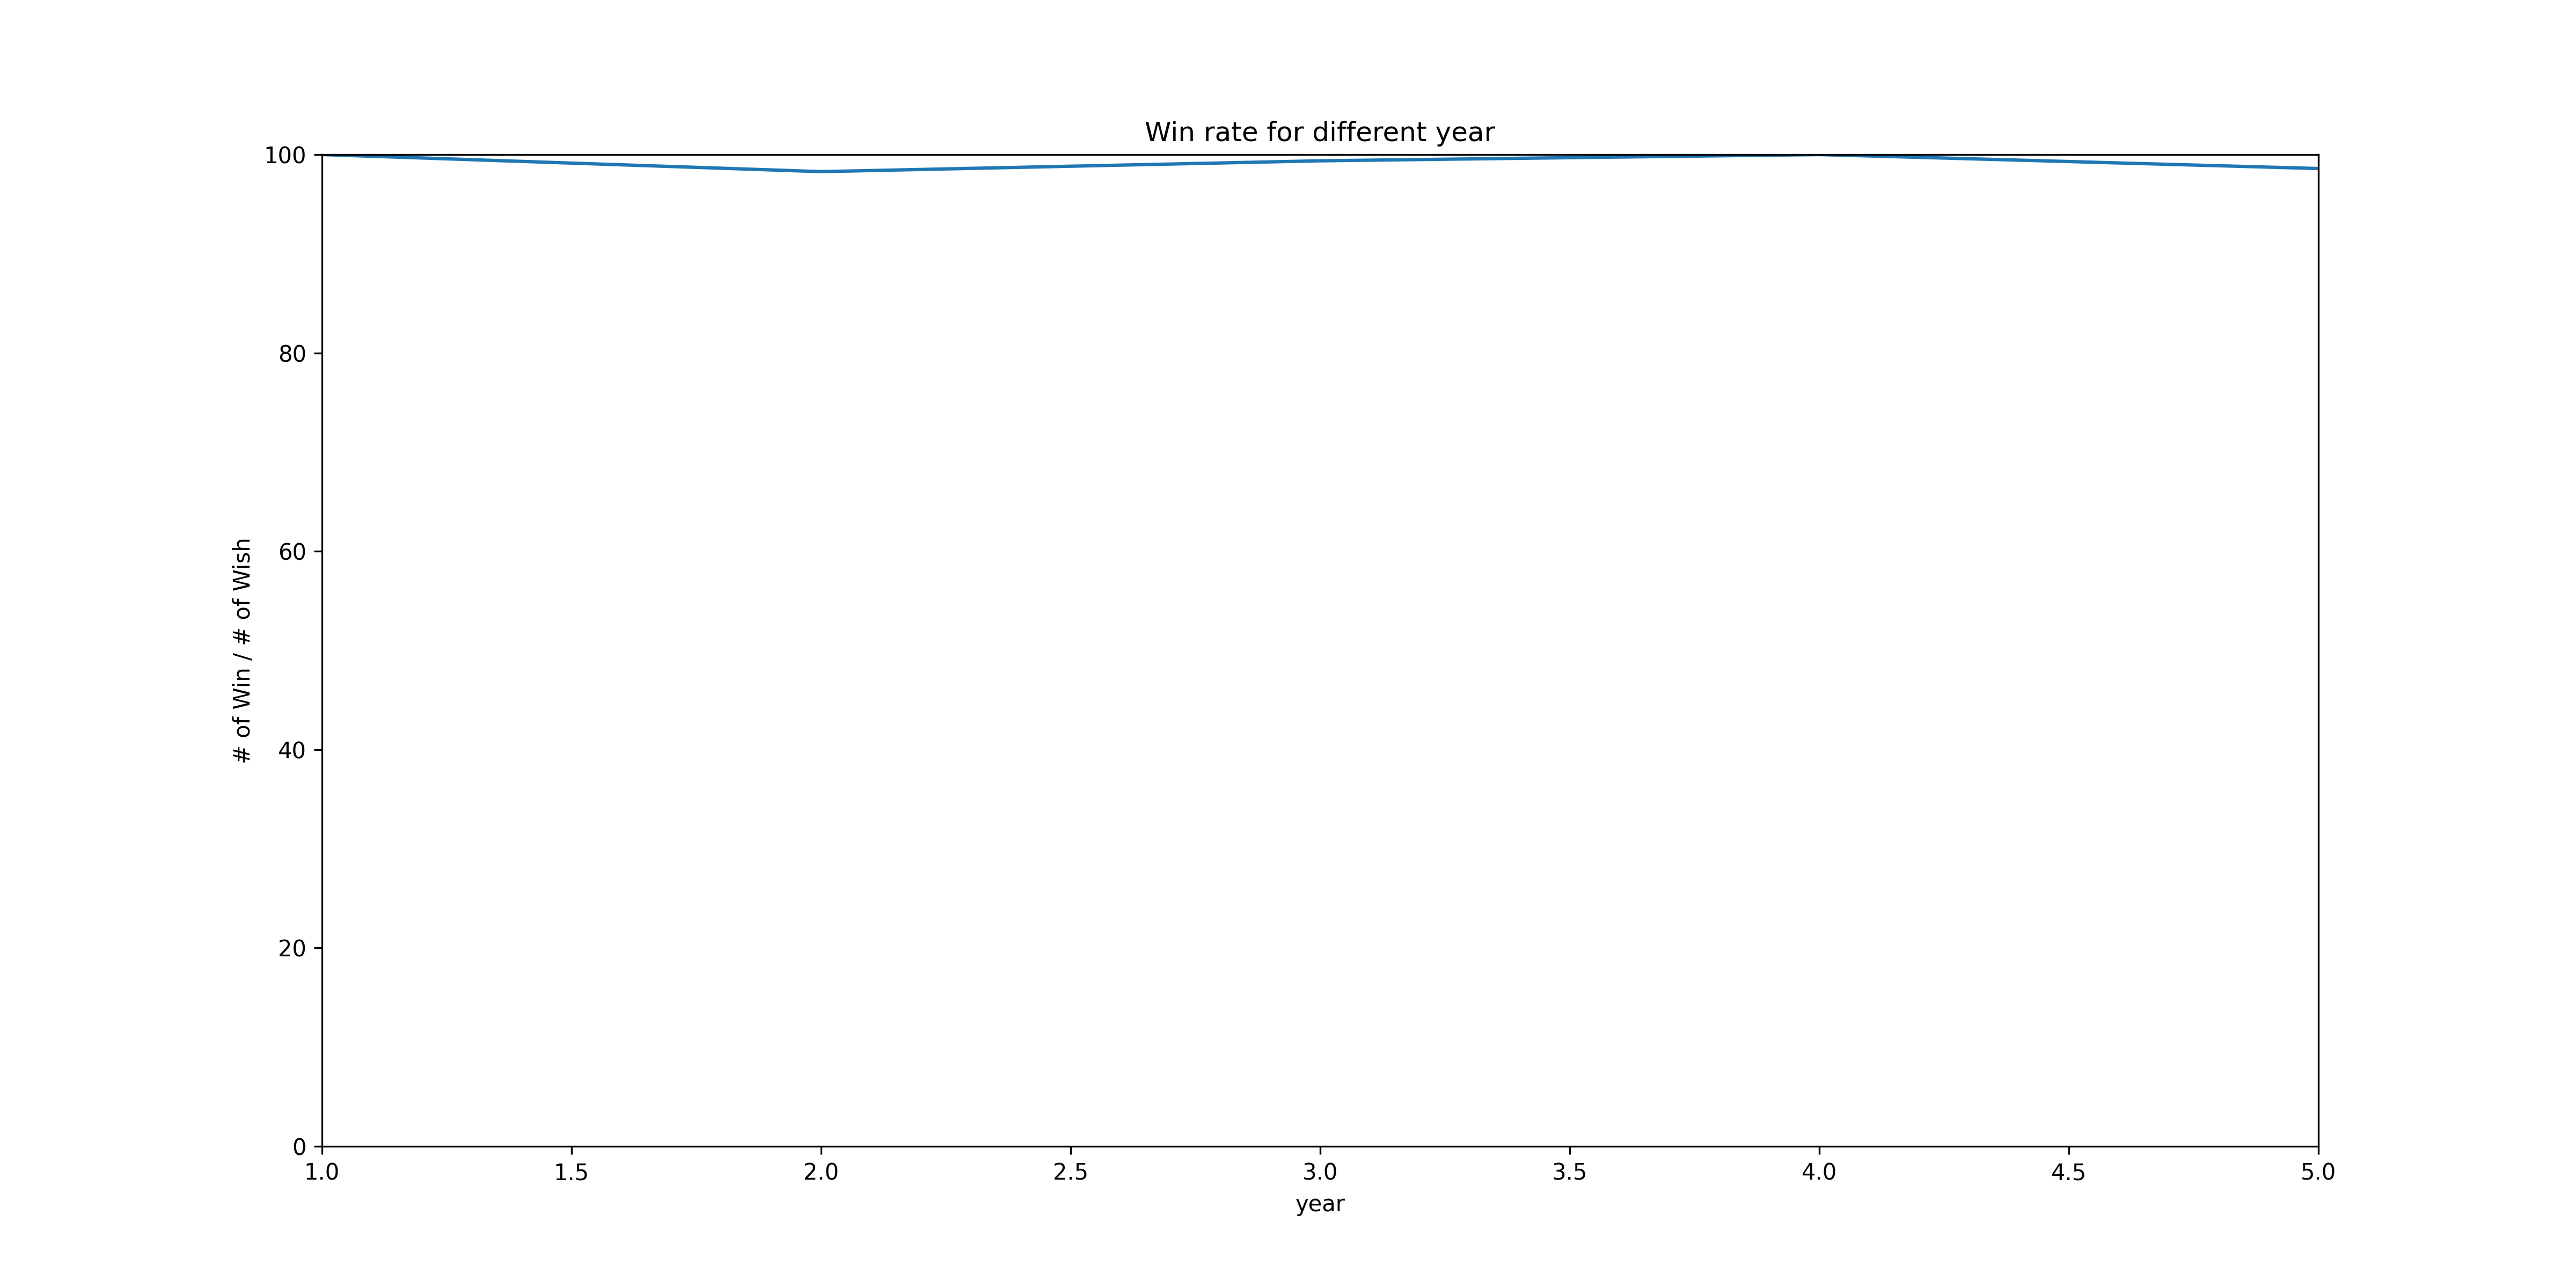 Win rate for different year
100
80
60
40
20
0
# of Win / # of Wish
1.0 1.5 2.0 2.5 3.0 3.5 4.0 4.5 5.0
year